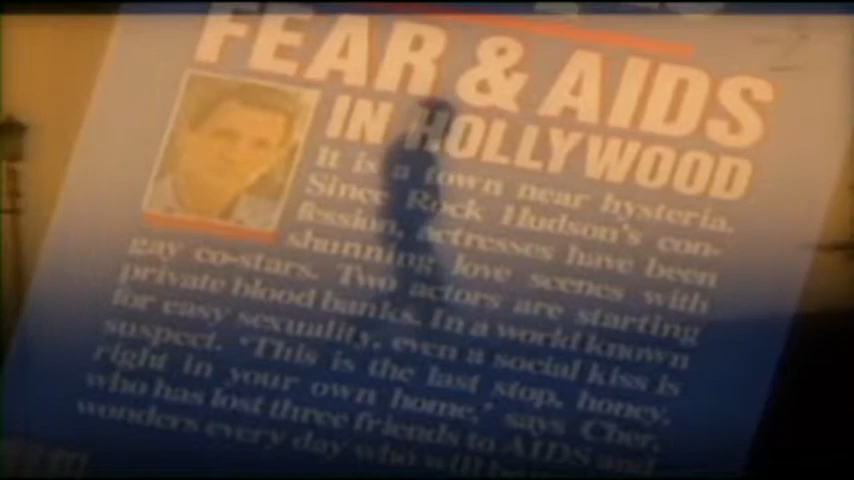 FEAR & AIDS
IN HOLLYWOOD
It is a town near hysteria.
Since Rock Hudson's con-
fession, actresses have been
shunning love scenes with
gay co-stars. Two actors are starting
private blood banks. In a world known
for easy sexuality, even a social kiss is
suspect. "This is the last stop, honey,
right in your own home," says Cher,
who has lost three friends to AIDS and
wonders every day who will